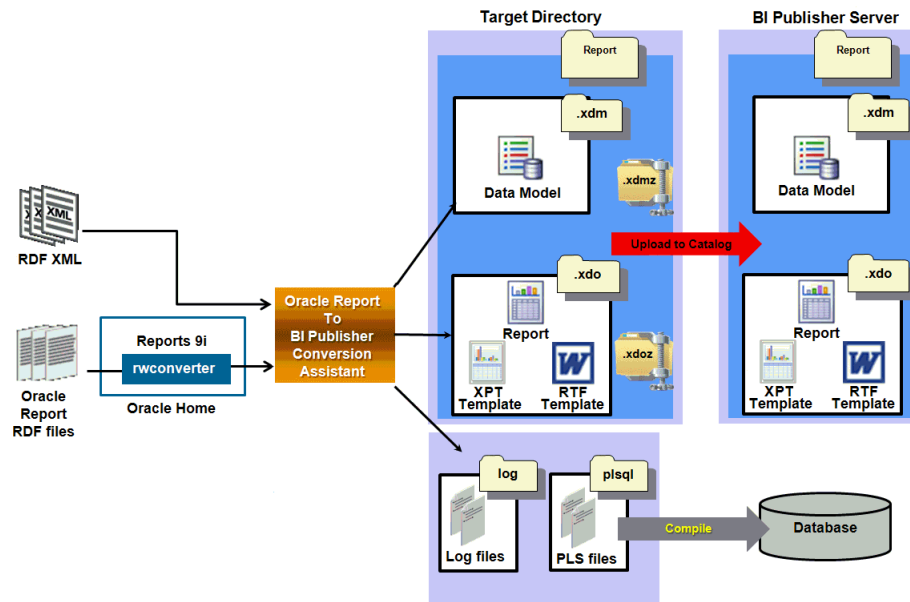 Target Directory
BI Publisher Server
Report
.xdm
Data Model
.xdmz
Report
.xdm
Data Model
XML
RDF XML
Upload to Catalog
Oracle Report
To
BI Publisher
Conversion
Assistant
Reports 9i
rwconverter
Oracle Home
Oracle
Report
RDF files
.xdo
Report
XPT
Template
RTF
Template
.xdoz
.xdo
Report
XPT
Template
RTF
Template
log
Log files
plsql
PLS files
Compile
Database